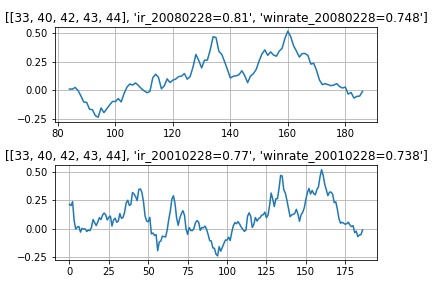 [[33, 40, 42, 43, 44], 'ir_20080228=0.81', 'winrate_20080228=0.748']
0.50
0.25
0.00
−0.25
80 100 120 140 160 180
[[33, 40, 42, 43, 44], 'ir_20010228=0.77', 'winrate_20010228=0.738']
0.50
0.25
0.00
−0.25
0 25 50 75 100 125 150 175